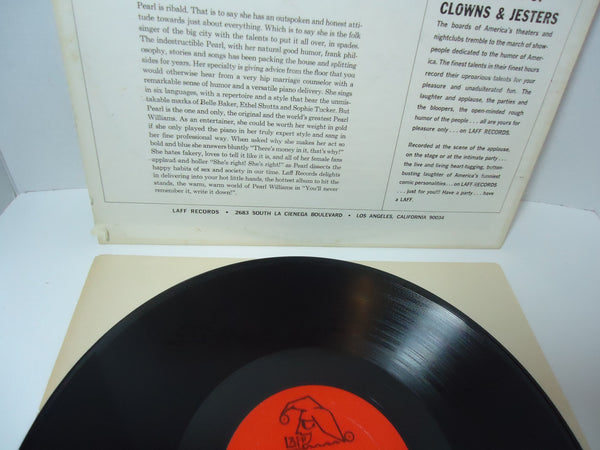 Pearl is ribald. That is to say she has an outspoken and honest atti-
tude towards just about everything. Which is to say she is the folk
singer of the big city with the talents to put it all over, in spades.
The indestructible Pearl, with her natural good humor, frank phil-
osophy, stories and songs has been packing the house and splitting
sides for years. Her specialty is giving advice from the floor that you
would otherwise hear from a very hip marriage counselor with a
remarkable sense of humor and a versatile piano delivery. She sings
in six languages, with a repertoire and a style that bear the unmis-
takable marks of Belle Baker, Ethel Shutta and Sophie Tucker. But
Pearl is the one and only, the original and the world's greatest Pearl
Williams. As an entertainer, she could be worth her weight in gold
if she only played the piano in her truly expert style and sang in
her fine professional way. When asked why she makes her act so
bold and blue she answers bluntly "There's money in it, that's why!"
She hates fakery, loves to tell it like it is, and all of her female fans
applaud and holler "She's right! She's right!" as Pearl dissects the
happy habits of sex and society in our time. Laff Records delights
in delivering into your hot little hands, the hottest album to hit the
stands, the warm, warm world of Pearl Williams in "You'll never
remember it, write it down!"
CLOWNS & JESTERS
The boards of America's theaters and
nightclubs tremble to the march of show-
people dedicated to the humor of Amer-
ica. The finest talents in their finest hours
record their uproarious talents for your
pleasure and unadulterated fun. The
laughter and applause, the parties and
the bloopers, the open-minded rough
humor of the people . . . all are yours for
pleasure only . . . on LAFF RECORDS.
Recorded at the scene of the applause,
on the stage or at the intimate party . . .
the live and living heart-tugging, thigh
busting laughter of America's funniest
comic personalities . . . on LAFF RECORDS
. . . just for you!!! Have a party . . . have
a LAFF.
LAFF RECORDS • 2683 SOUTH LA CIENEGA BOULEVARD • LOS ANGELES, CALIFORNIA 90034
LAFF